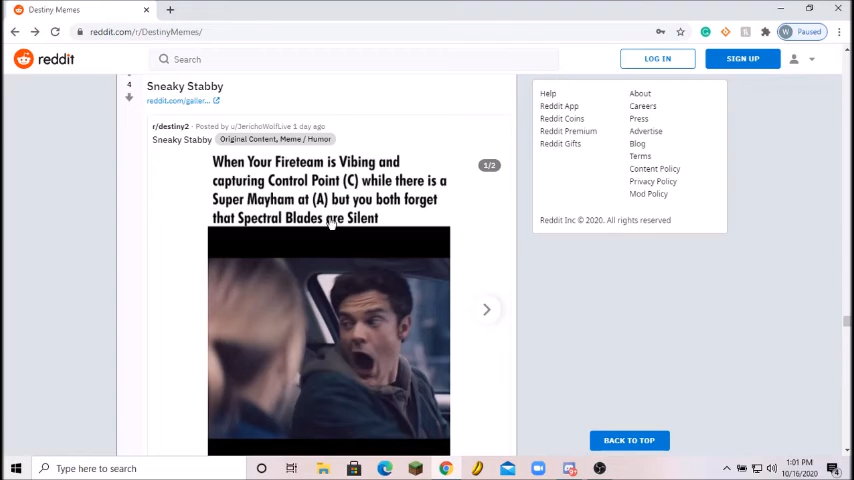 Destiny Memes
reddit.com/r/DestinyMemes/
Paused
reddit
Search
LOG IN
SIGN UP
4
Sneaky Stabby
reddit.com/galler...
r/destiny2 · Posted by u/JerichoWolfLive 1 day ago
Sneaky Stabby Original Content, Meme / Humor
1/2
When Your Fireteam is Vibing and
capturing Control Point (C) while there is a
Super Mayham at (A) but you both forget
that Spectral Blades are Silent
Help About
Reddit App Careers
Reddit Coins Press
Reddit Premium Advertise
Reddit Gifts Blog
Terms
Content Policy
Privacy Policy
Mod Policy
Reddit Inc © 2020. All rights reserved
BACK TO TOP
Type here to search
1:01 PM
10/16/2020
4